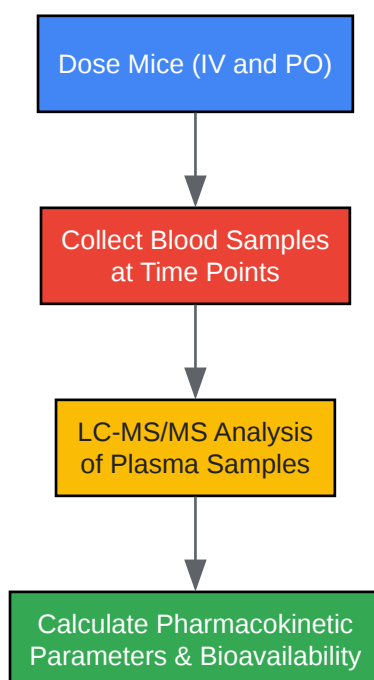 Dose Mice (IV and PO)
Collect Blood Samples
at Time Points
LC-MS/MS Analysis
of Plasma Samples
Calculate Pharmacokinetic
Parameters & Bioavailability